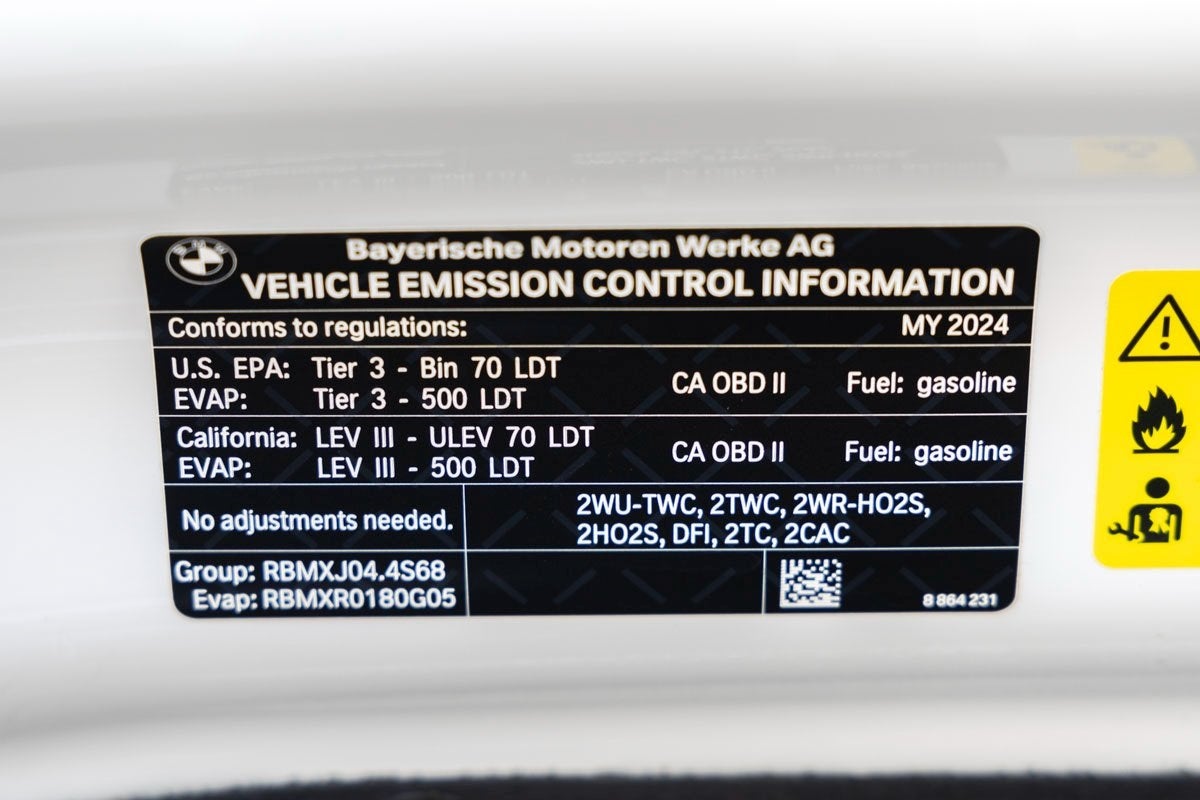 BMW
Bayerische Motoren Werke AG
VEHICLE EMISSION CONTROL INFORMATION
Conforms to regulations: MY 2024
U.S. EPA: Tier 3 - Bin 70 LDT
EVAP: Tier 3 - 500 LDT
CA OBD II Fuel: gasoline
California: LEV III - ULEV 70 LDT
EVAP: LEV III - 500 LDT
CA OBD II Fuel: gasoline
No adjustments needed.
2WU-TWC, 2TWC, 2WR-HO2S,
2HO2S, DFI, 2TC, 2CAC
Group: RBMXJ04.4S68
Evap: RBMXR0180G05
8 864 231